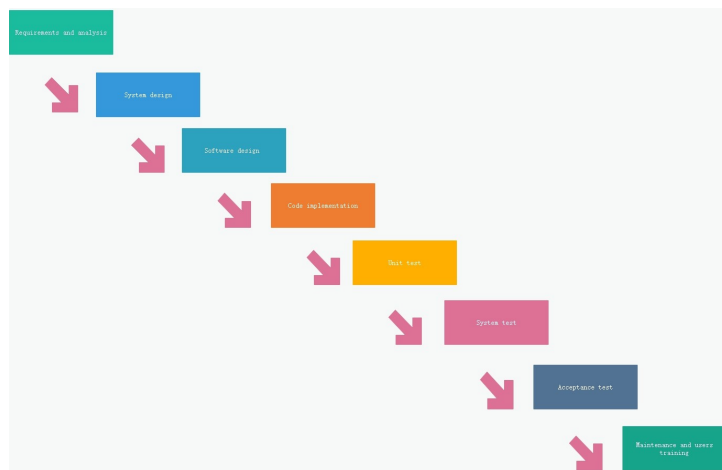 Requirements and analysis
System design
Software design
Code implementation
Unit test
System test
Acceptance test
Maintenance and users
training